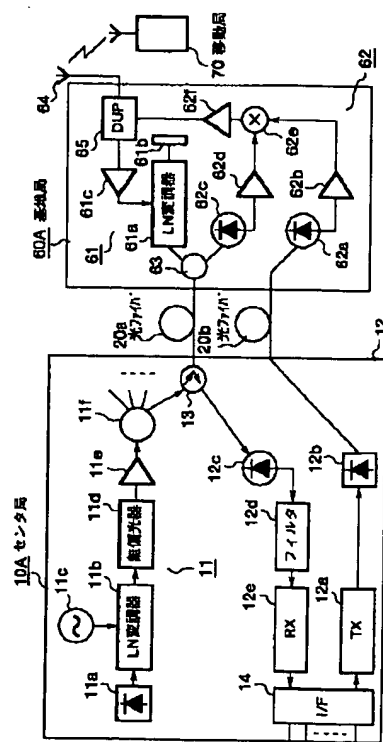 10A センタ局
11c
11a
11b
LN変調器
11d
無偏光器
11e
11f
11
13
12c
12d
フィルタ
12e
RX
14
I/F
12a
TX
12b
12
20a
光ファイバ
20b
光ファイバ
60A 基地局
61
61c
61a
LN変調器
61b
63
65
DUP
64
62c
62d
62e
62f
62a
62b
62
70 移動局